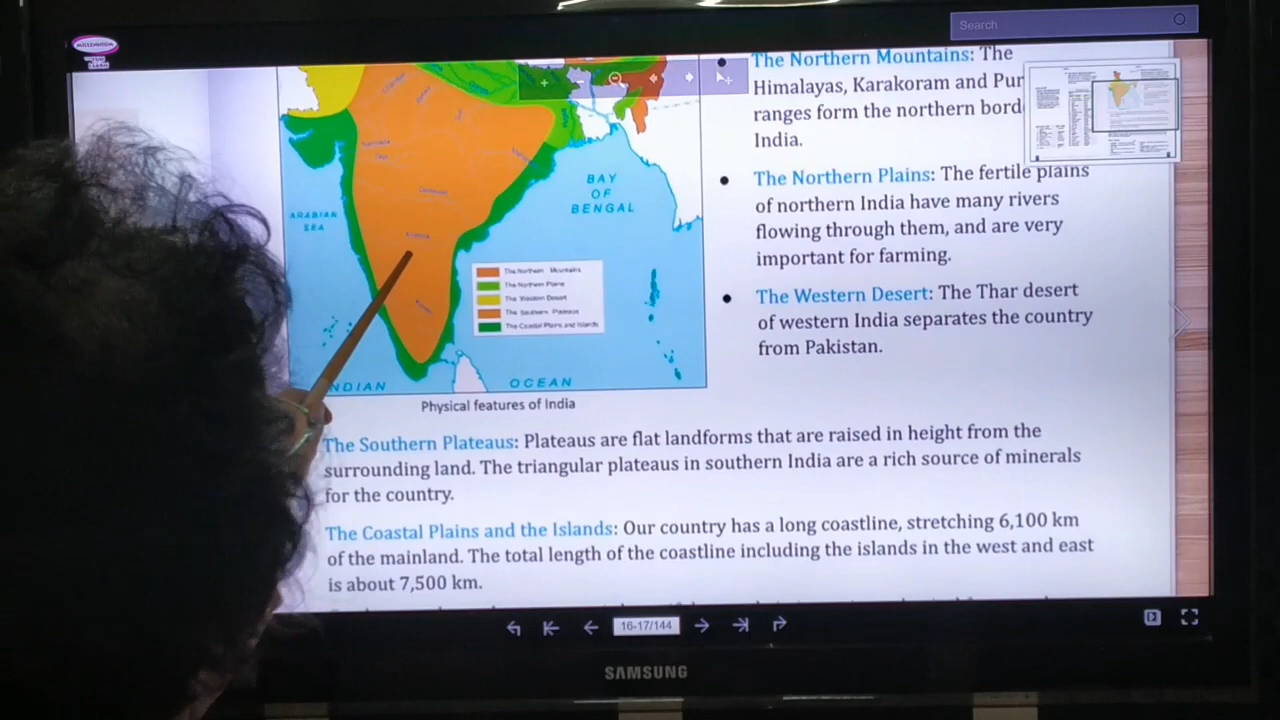 MILLENNIUM
Search
The Northern Mountains: The
Himalayas, Karakoram and Pur
ranges form the northern bord
India.
The Northern Plains: The fertile plains
of northern India have many rivers
flowing through them, and are very
important for farming.
The Western Desert: The Thar desert
of western India separates the country
from Pakistan.
ARABIAN
SEA
BAY
OF
BENGAL
The Northern Mountains
The Northern Plains
The Western Desert
The Southern Plateaus
The Coastal Plains and Islands
NDIAN
OCEAN
Physical features of India
The Southern Plateaus: Plateaus are flat landforms that are raised in height from the
surrounding land. The triangular plateaus in southern India are a rich source of minerals
for the country.
The Coastal Plains and the Islands: Our country has a long coastline, stretching 6,100 km
of the mainland. The total length of the coastline including the islands in the west and east
is about 7,500 km.
16-17/144
SAMSUNG